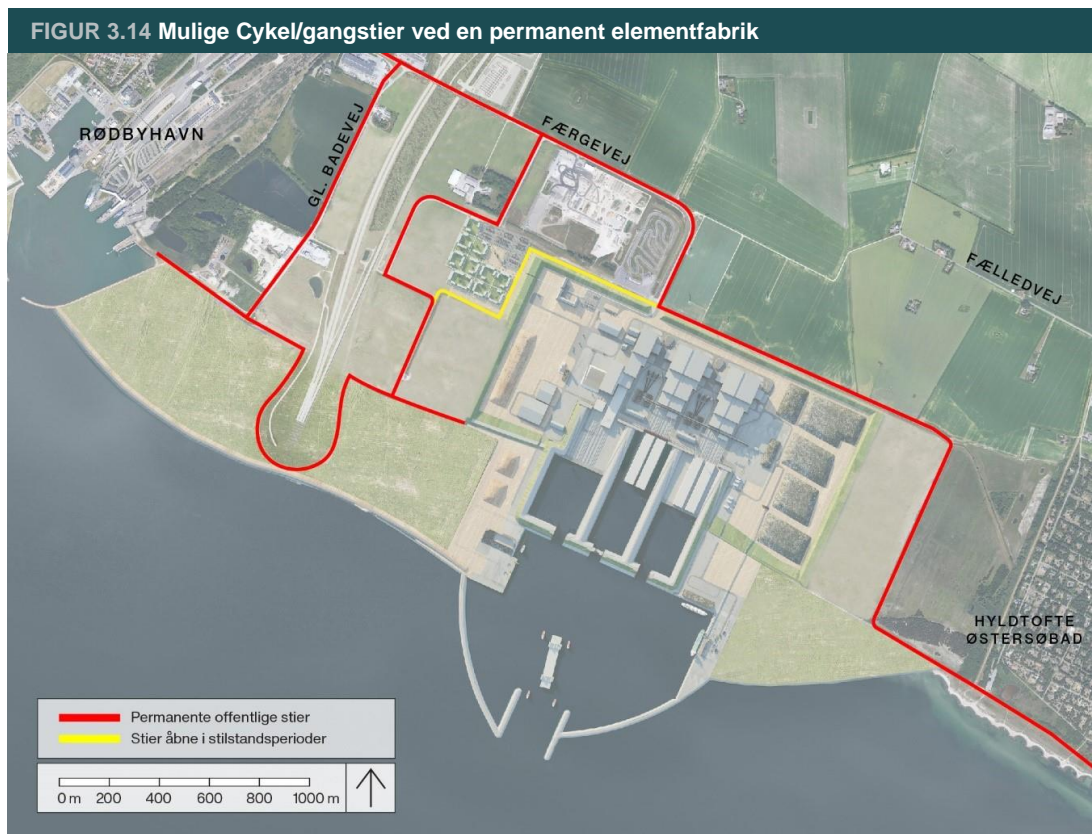 FIGUR 3.14 Mulige Cykel/gangstier ved en permanent elementfabrik
RØDBYHAVN
GL. BADEVEJ
FÆRGEVEJ
FÆLLEDVEJ
HYLDTOFTE
ØSTERSØBAD
Permanente offentlige stier
Stier åbne i stilstandsperioder
0 m 200 400 600 800 1000 m